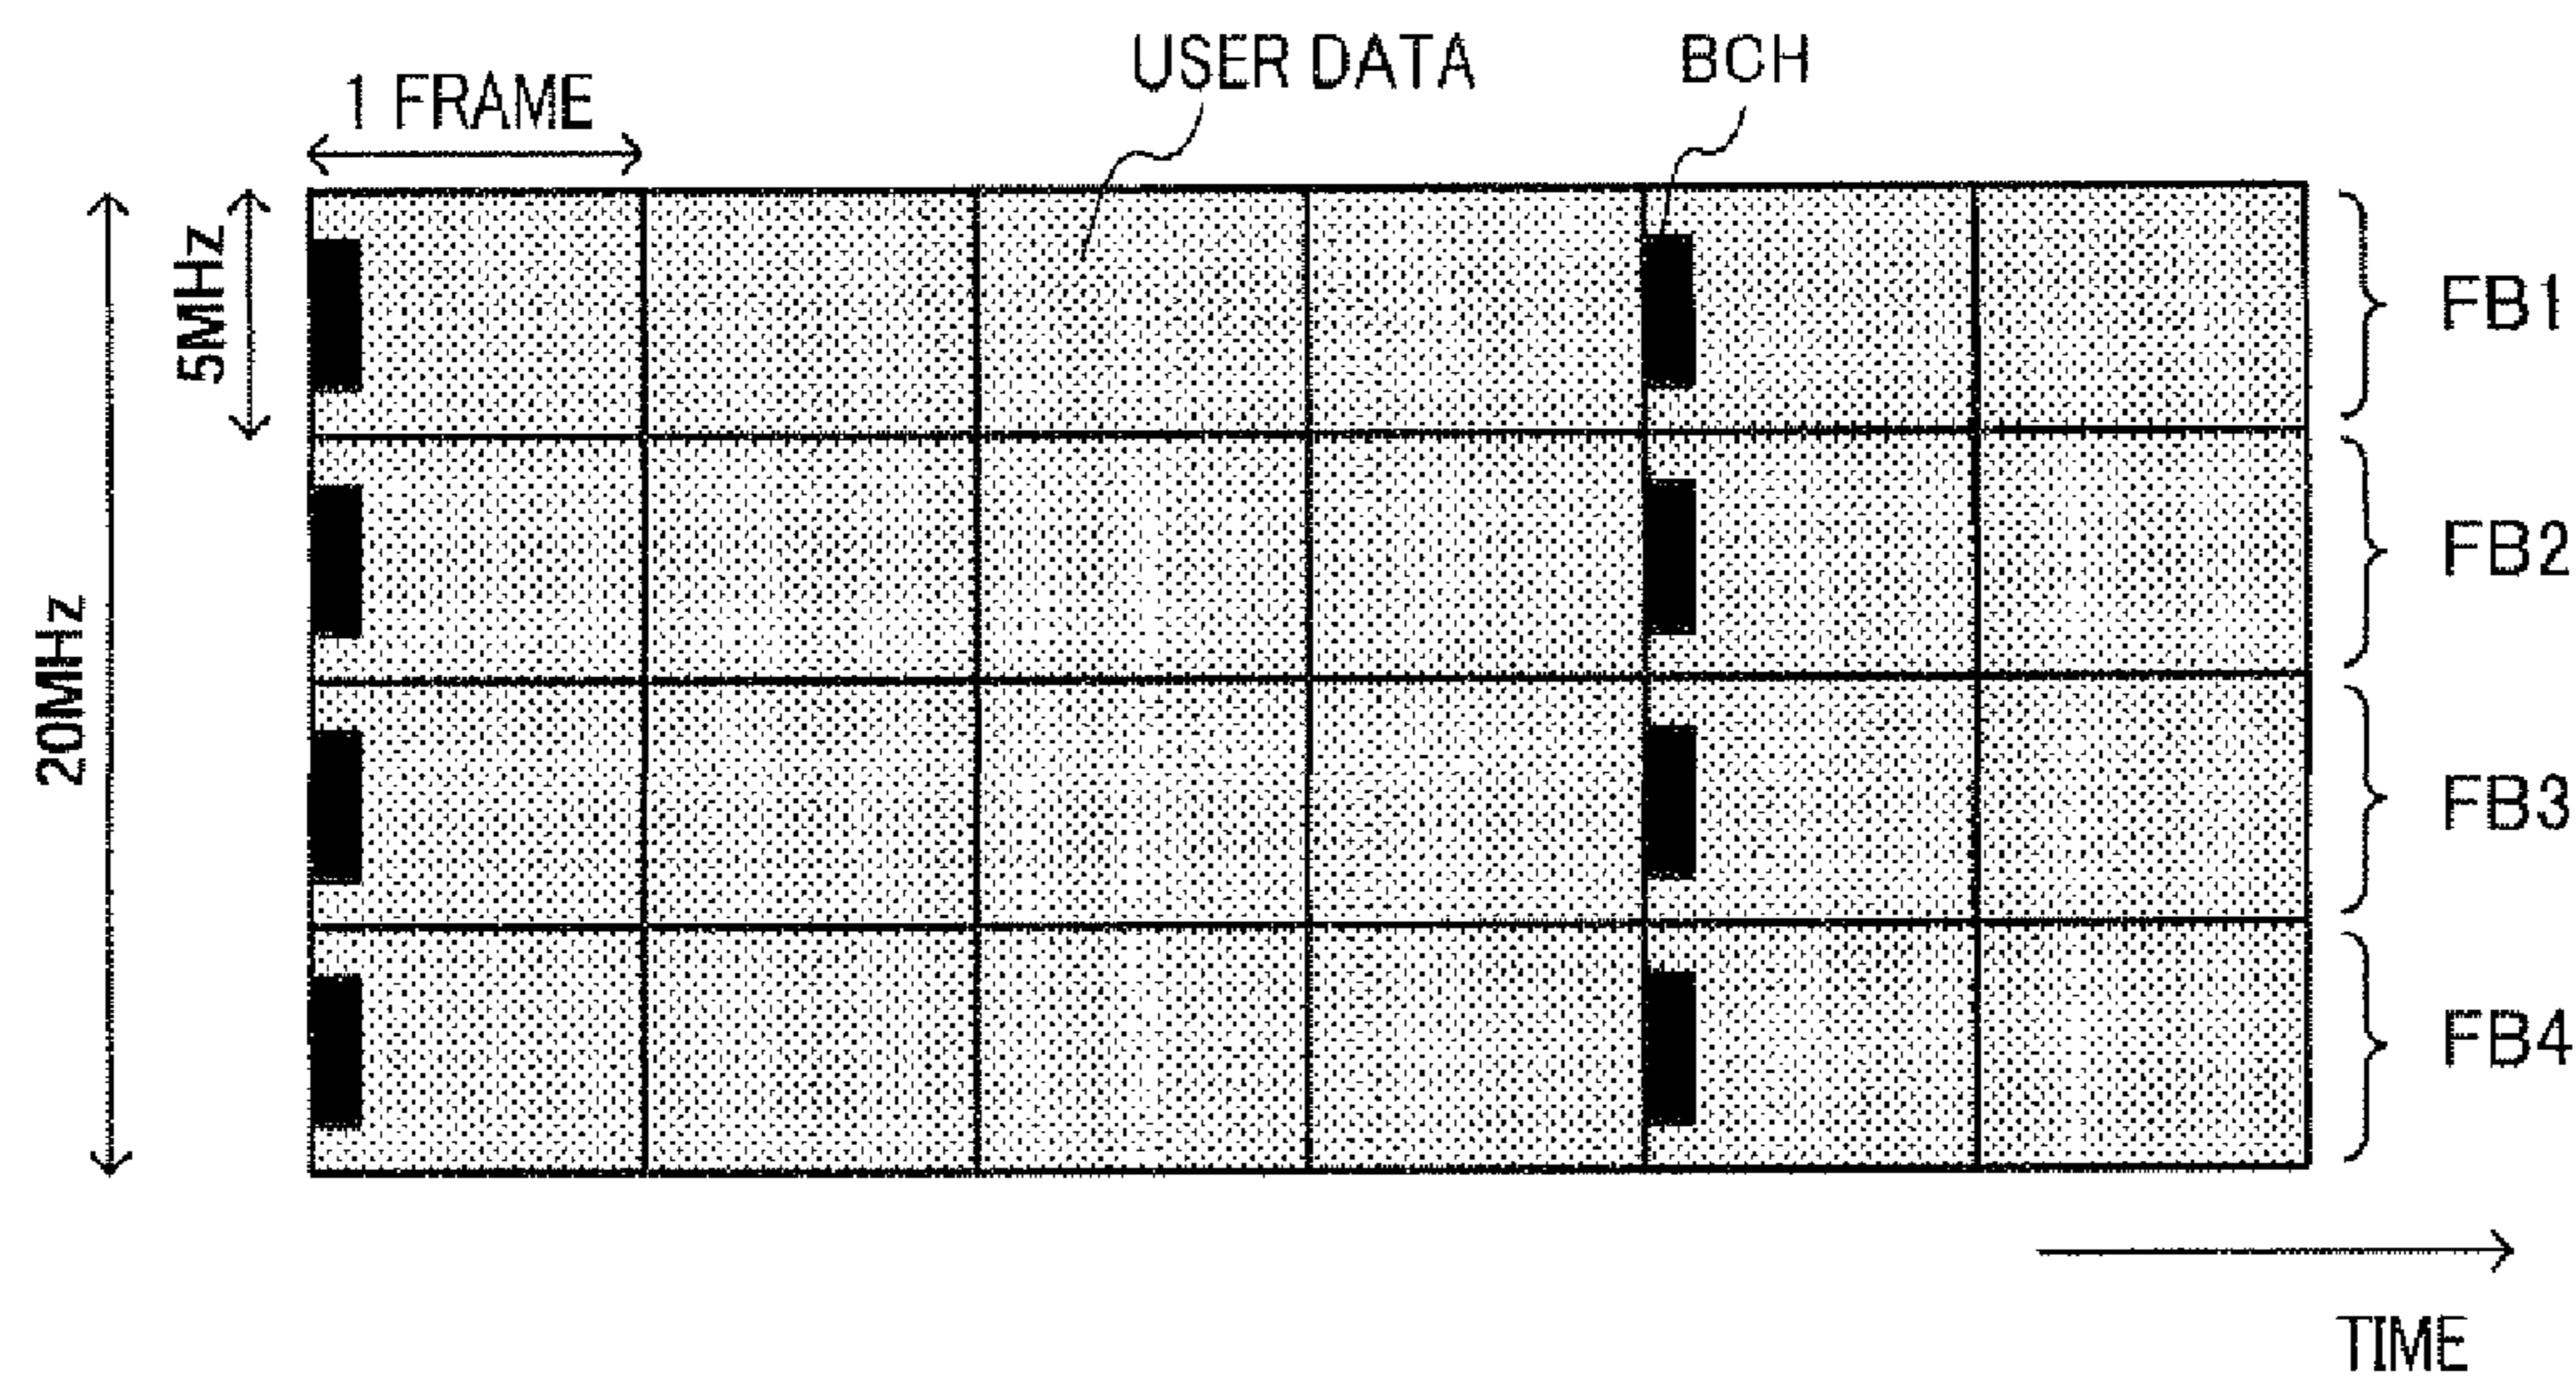 USER DATA
BCH
1 FRAME
5MHz
20MHz
FB1
FB2
FB3
FB4
TIME